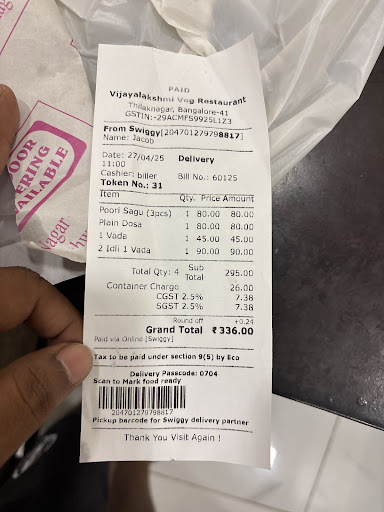 PAID
Vijayalakshmi Veg Restaurant
Thilaknagar, Bangalore-41
GSTIN:-29ACMFS9925L1Z3
From Swiggy[204701279798817]
Name: Jacob
Date: 27/04/25 Delivery
11:00
Cashier: biller Bill No.: 60125
Token No.: 31
Item Qty. Price Amount
Poori Sagu (3pcs) 1 80.00 80.00
Plain Dosa 1 80.00 80.00
1 Vada 1 45.00 45.00
2 Idli 1 Vada 1 90.00 90.00
Total Qty: 4 Sub Total 295.00
Container Charge 26.00
CGST 2.5% 7.38
SGST 2.5% 7.38
Round off +0.24
Grand Total ₹336.00
Paid via Online [Swiggy]
Tax to be paid under section 9(5) by Eco
Delivery Passcode: 0704
Scan to Mark food ready
204701279798817
Pickup barcode for Swiggy delivery partner
Thank You Visit Again !